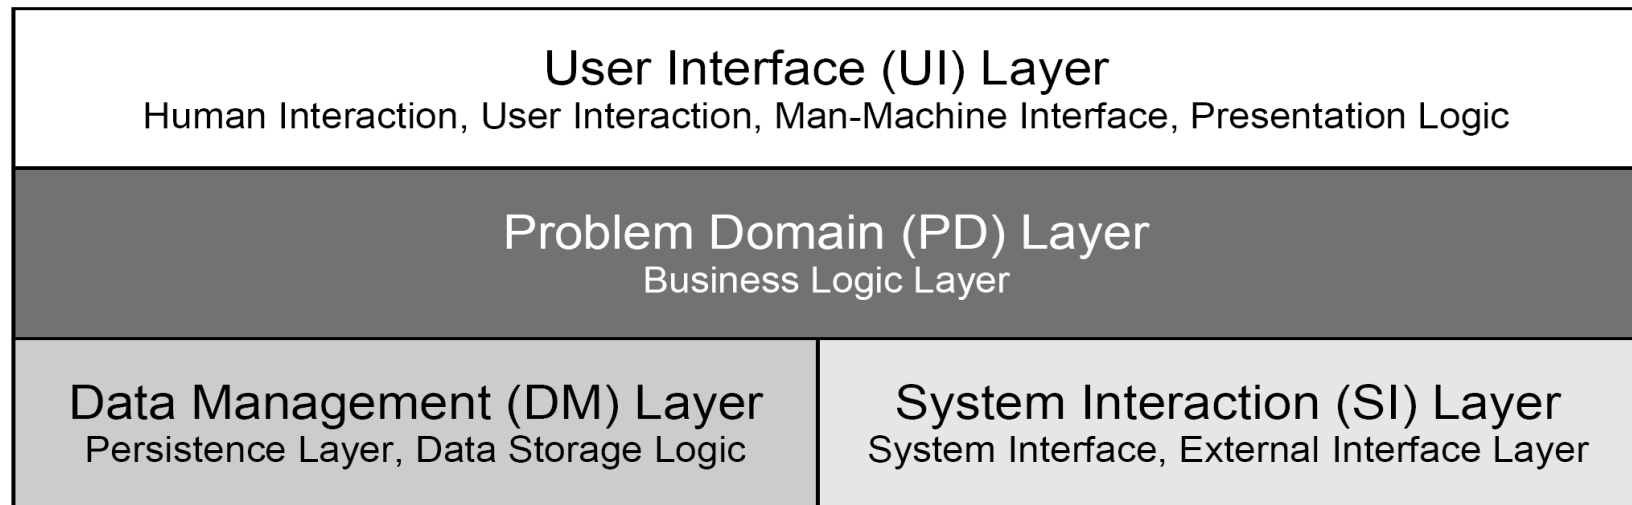 User Interface (UI) Layer
Human Interaction, User Interaction, Man-Machine Interface, Presentation Logic
Problem Domain (PD) Layer
Business Logic Layer
Data Management (DM) Layer
Persistence Layer, Data Storage Logic
System Interaction (SI) Layer
System Interface, External Interface Layer